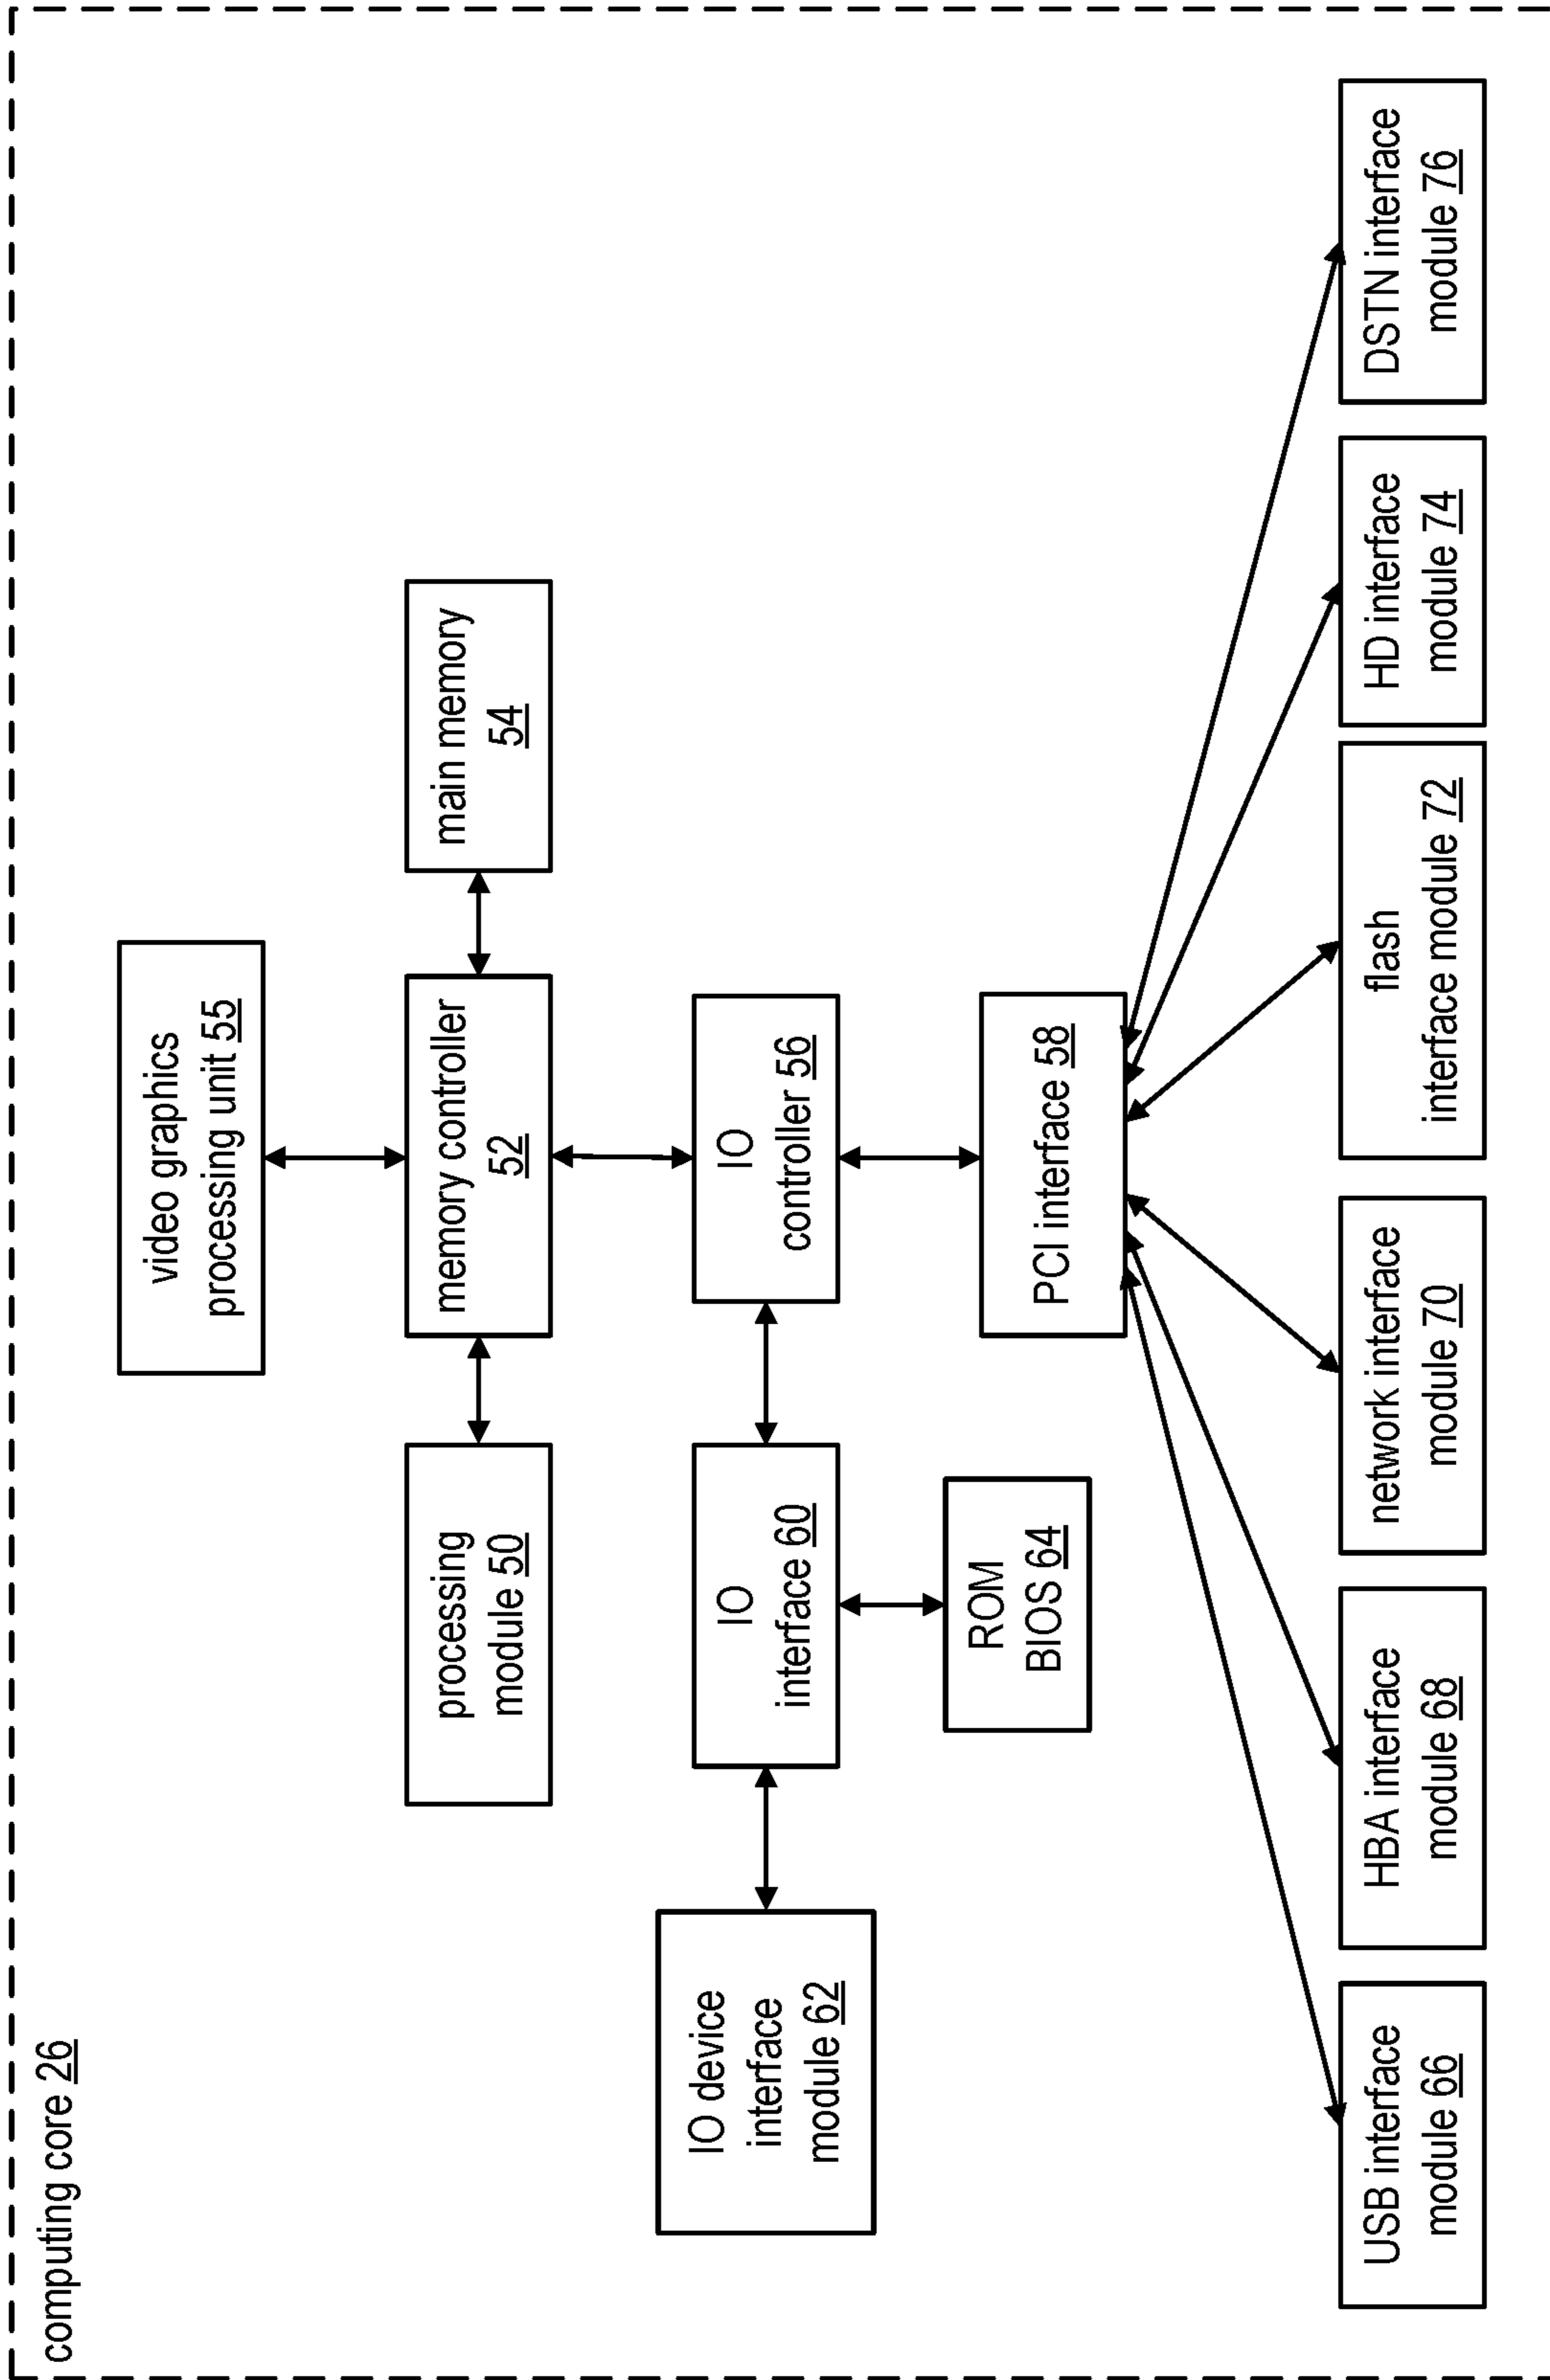 computing core 26
video graphics
processing unit 55
processing
module 50
memory controller
52
main memory
54
IO device
interface
module 62
IO
interface 60
IO
controller 56
ROM
BIOS 64
PCI interface 58
USB interface
module 66
HBA interface
module 68
network interface
module 70
flash
interface module 72
HD interface
module 74
DSTN interface
module 76